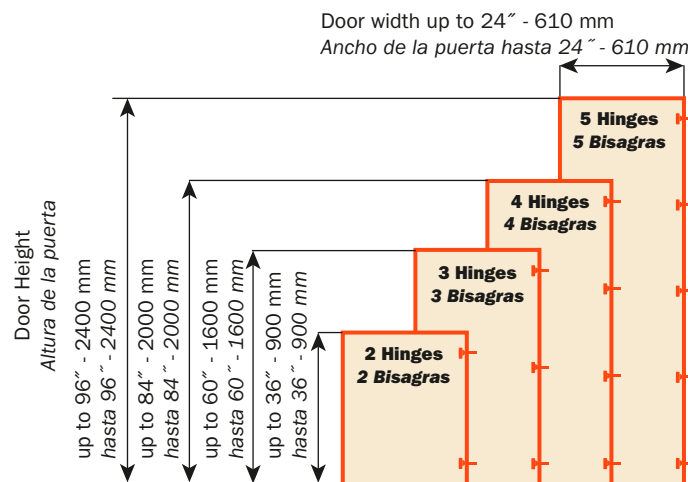 Door width up to 24″ - 610 mm
Ancho de la puerta hasta 24˝ - 610 mm
5 Hinges
5 Bisagras
4 Hinges
4 Bisagras
3 Hinges
3 Bisagras
2 Hinges
2 Bisagras
Door Height
Altura de la puerta
up to 96″ - 2400 mm
hasta 96˝ - 2400 mm
up to 84″ - 2000 mm
hasta 84˝ - 2000 mm
up to 60″ - 1600 mm
hasta 60˝ - 1600 mm
up to 36″ - 900 mm
hasta 36˝ - 900 mm